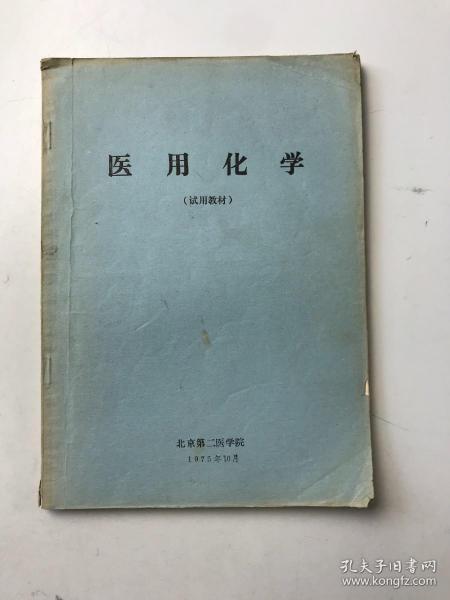 医用化学
（试用教材）
北京第二医学院
1975年10月
孔夫子旧书网
www.kongfz.com